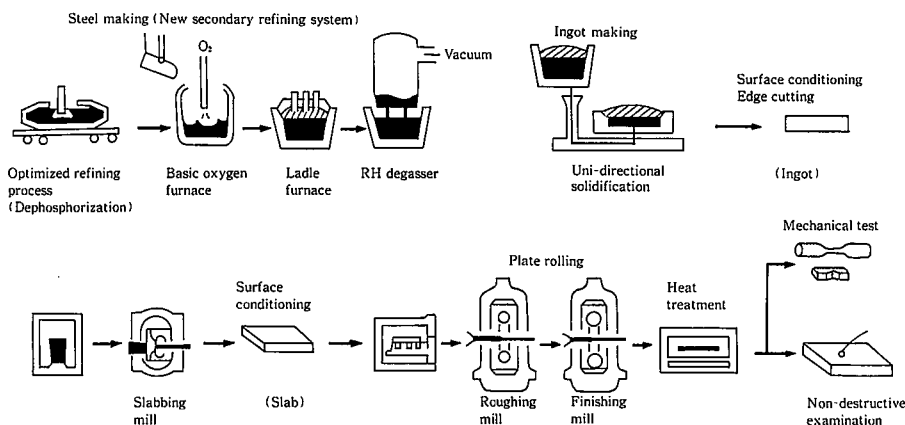 Steel making (New secondary refining system)
O₂
Vacuum
Ingot making
Surface conditioning
Edge cutting
Optimized refining
process
(Dephosphorization)
Basic oxygen
furnace
Ladle
furnace
RH degasser
Uni-directional
solidification
(Ingot)
Mechanical test
Plate rolling
Surface
conditioning
Heat
treatment
Slabbing
mill
(Slab)
Roughing
mill
Finishing
mill
Non-destructive
examination